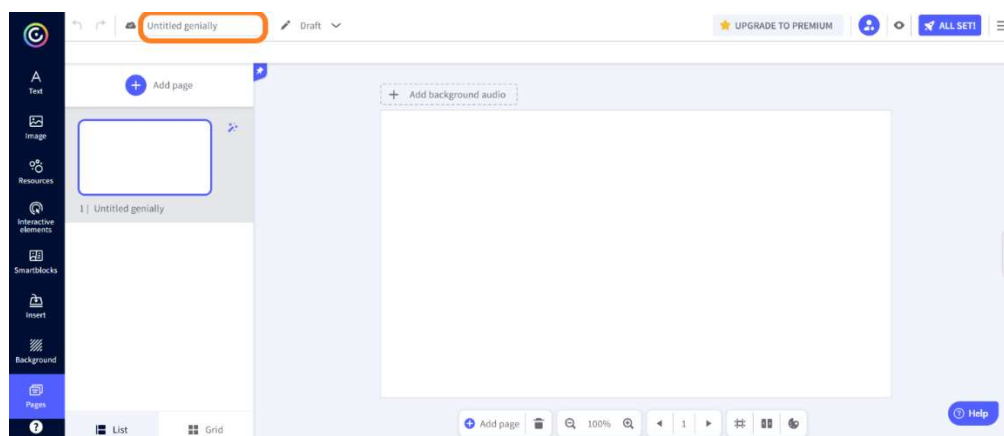 Untitled genially
Draft
UPGRADE TO PREMIUM
ALL SET!
Text
Image
Resources
Interactive
elements
Smartblocks
Insert
Background
Pages
Add page
1 | Untitled genially
List
Grid
+ Add background audio
Add page
100%
1
Help